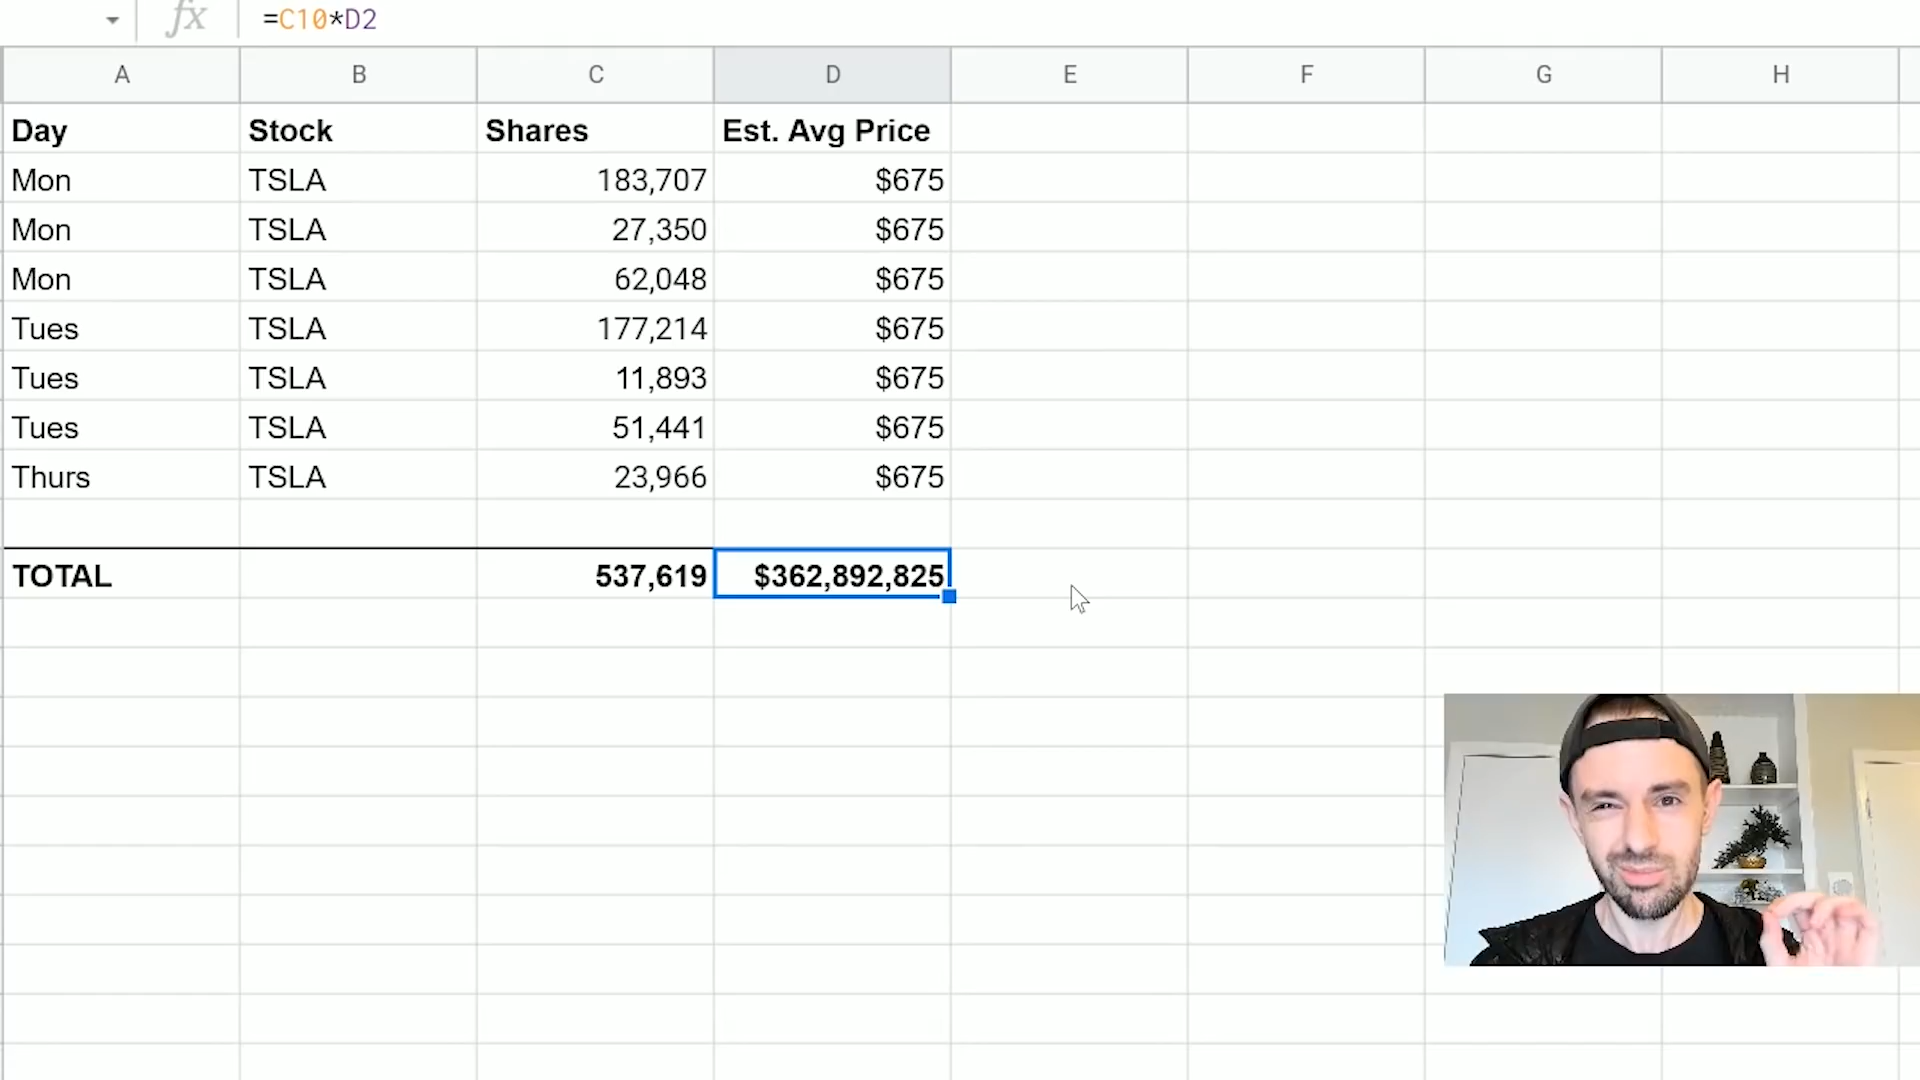 fx =C10*D2
A B C D E F G H
Day Stock Shares Est. Avg Price
Mon TSLA 183,707 $675
Mon TSLA 27,350 $675
Mon TSLA 62,048 $675
Tues TSLA 177,214 $675
Tues TSLA 11,893 $675
Tues TSLA 51,441 $675
Thurs TSLA 23,966 $675
TOTAL 537,619 $362,892,825